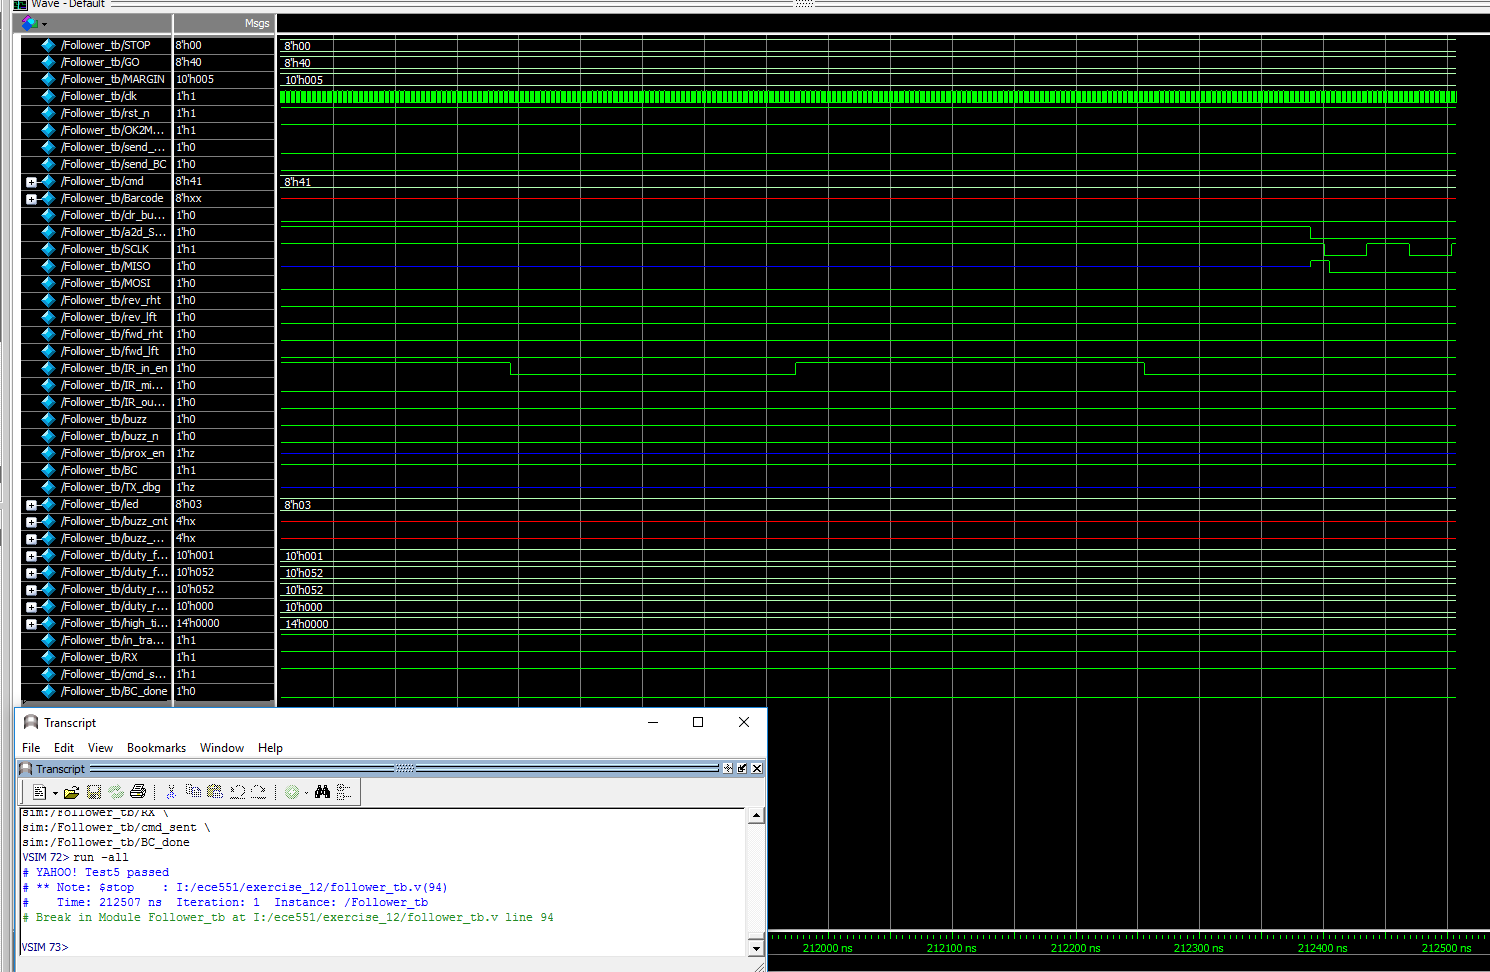 Wave - Default
Msgs
/Follower_tb/STOP 8'h00 8'h00
/Follower_tb/GO 8'h40 8'h40
/Follower_tb/MARGIN 10'h005 10'h005
/Follower_tb/clk 1'h1
/Follower_tb/rst_n 1'h1
/Follower_tb/OK2M... 1'h1
/Follower_tb/send_... 1'h0
/Follower_tb/send_BC 1'h0
/Follower_tb/cmd 8'h41 8'h41
/Follower_tb/Barcode 8'hxx
/Follower_tb/clr_bu... 1'h0
/Follower_tb/a2d_S... 1'h0
/Follower_tb/SCLK 1'h1
/Follower_tb/MISO 1'h0
/Follower_tb/MOSI 1'h0
/Follower_tb/rev_rht 1'h0
/Follower_tb/rev_lft 1'h0
/Follower_tb/fwd_rht 1'h0
/Follower_tb/fwd_lft 1'h0
/Follower_tb/IR_in_en 1'h0
/Follower_tb/IR_mi... 1'h0
/Follower_tb/IR_ou... 1'h0
/Follower_tb/buzz 1'h0
/Follower_tb/buzz_n 1'h0
/Follower_tb/prox_en 1'hz
/Follower_tb/BC 1'h1
/Follower_tb/TX_dbg 1'hz
/Follower_tb/led 8'h03 8'h03
/Follower_tb/buzz_cnt 4'hx
/Follower_tb/buzz_... 4'hx
/Follower_tb/duty_f... 10'h001 10'h001
/Follower_tb/duty_f... 10'h052 10'h052
/Follower_tb/duty_r... 10'h052 10'h052
/Follower_tb/duty_r... 10'h000 10'h000
/Follower_tb/high_ti... 14'h0000 14'h0000
/Follower_tb/in_tra... 1'h1
/Follower_tb/RX 1'h1
/Follower_tb/cmd_s... 1'h1
/Follower_tb/BC_done 1'h0
Transcript
File Edit View Bookmarks Window Help
Transcript
sim:/Follower_tb/RX \
sim:/Follower_tb/cmd_sent \
sim:/Follower_tb/BC_done
VSIM 72> run -all
# YAHOO! Test5 passed
# ** Note: $stop    : I:/ece551/exercise_12/follower_tb.v(94)
#    Time: 212507 ns  Iteration: 1  Instance: /Follower_tb
# Break in Module Follower_tb at I:/ece551/exercise_12/follower_tb.v line 94
VSIM 73>
212000 ns 212100 ns 212200 ns 212300 ns 212400 ns 212500 ns